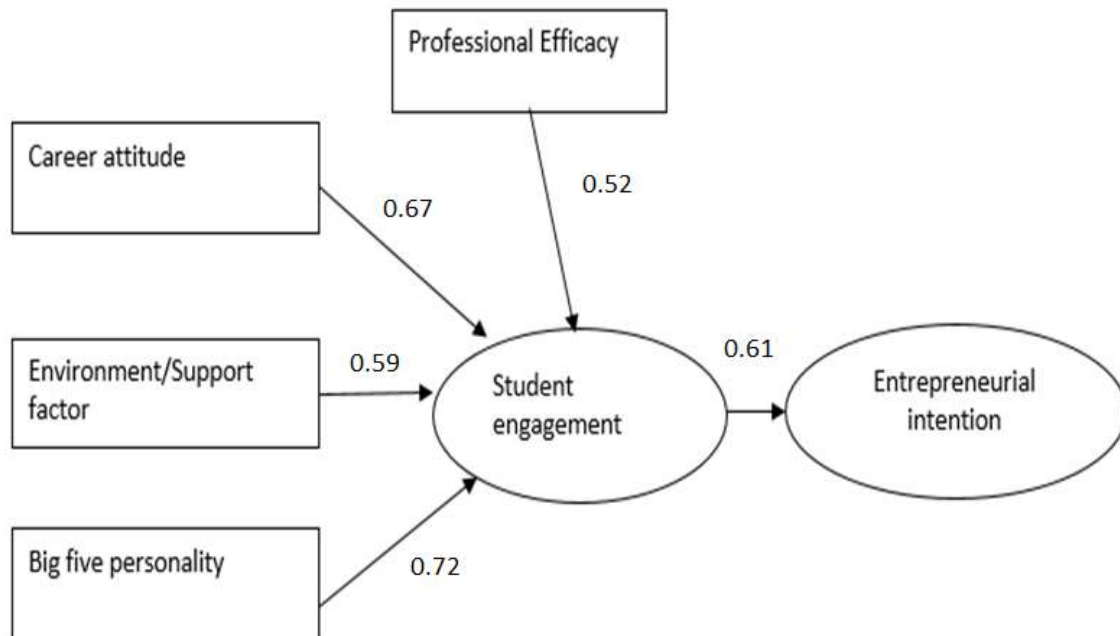 Professional Efficacy
Career attitude
0.52
0.67
Environment/Support
factor
0.59
0.61
Student
engagement
Entrepreneurial
intention
Big five personality
0.72